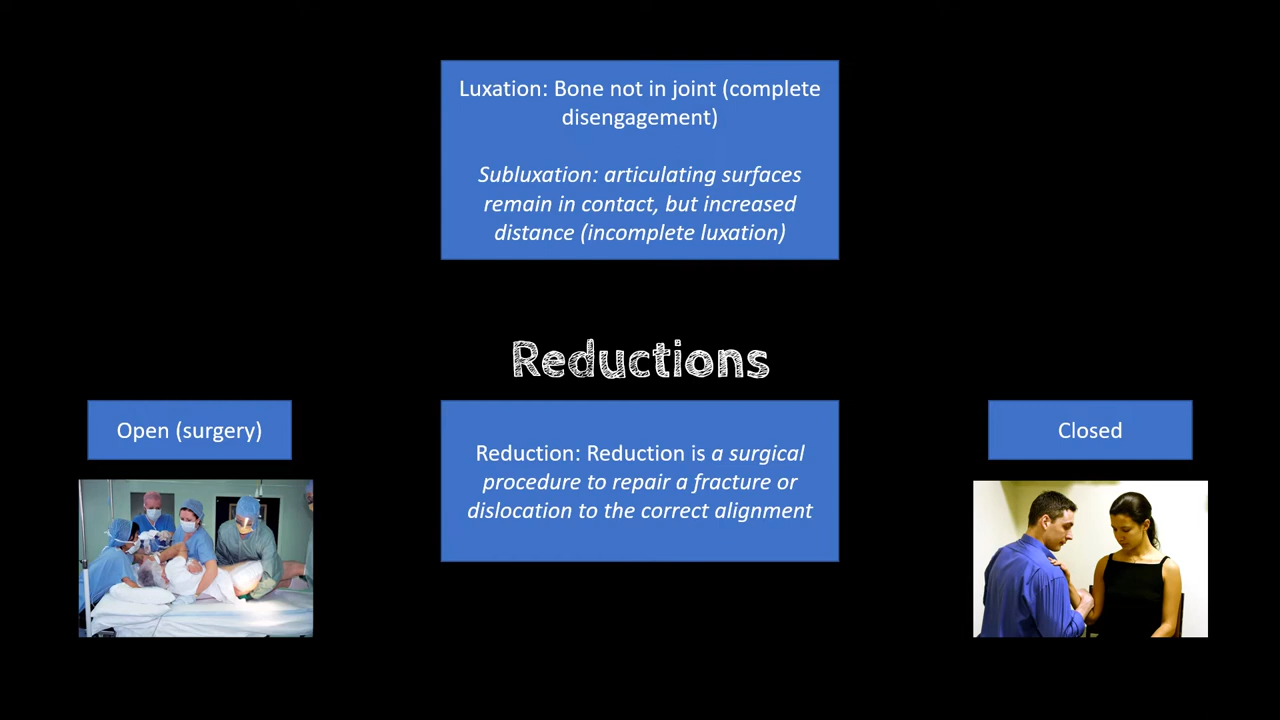 Luxation: Bone not in joint (complete
disengagement)
Subluxation: articulating surfaces
remain in contact, but increased
distance (incomplete luxation)
Reductions
Open (surgery)
Reduction: Reduction is a surgical
procedure to repair a fracture or
dislocation to the correct alignment
Closed